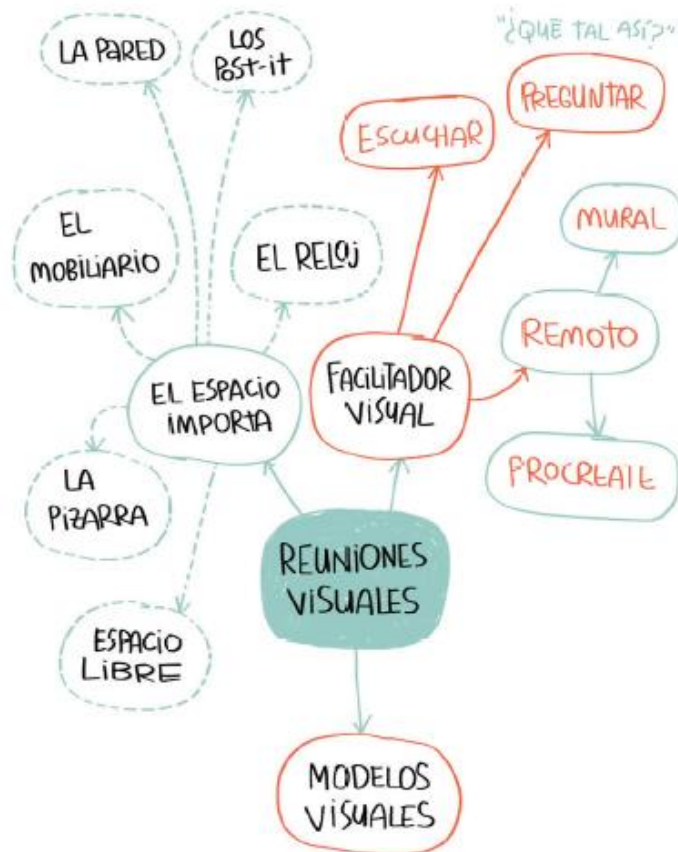 LA PARED
LOS
POST-it
"¿QUE TAL ASÍ?"
PREGUNTAR
ESCUCHAR
EL
MOBILIARIO
EL RELOJ
MURAL
REMOTO
EL ESPACIO
IMPORTA
FACILITADOR
VISUAL
LA
PIZARRA
PROCREATE
REUNIONES
VISUALES
ESPACIO
LIBRE
MODELOS
VISUALES